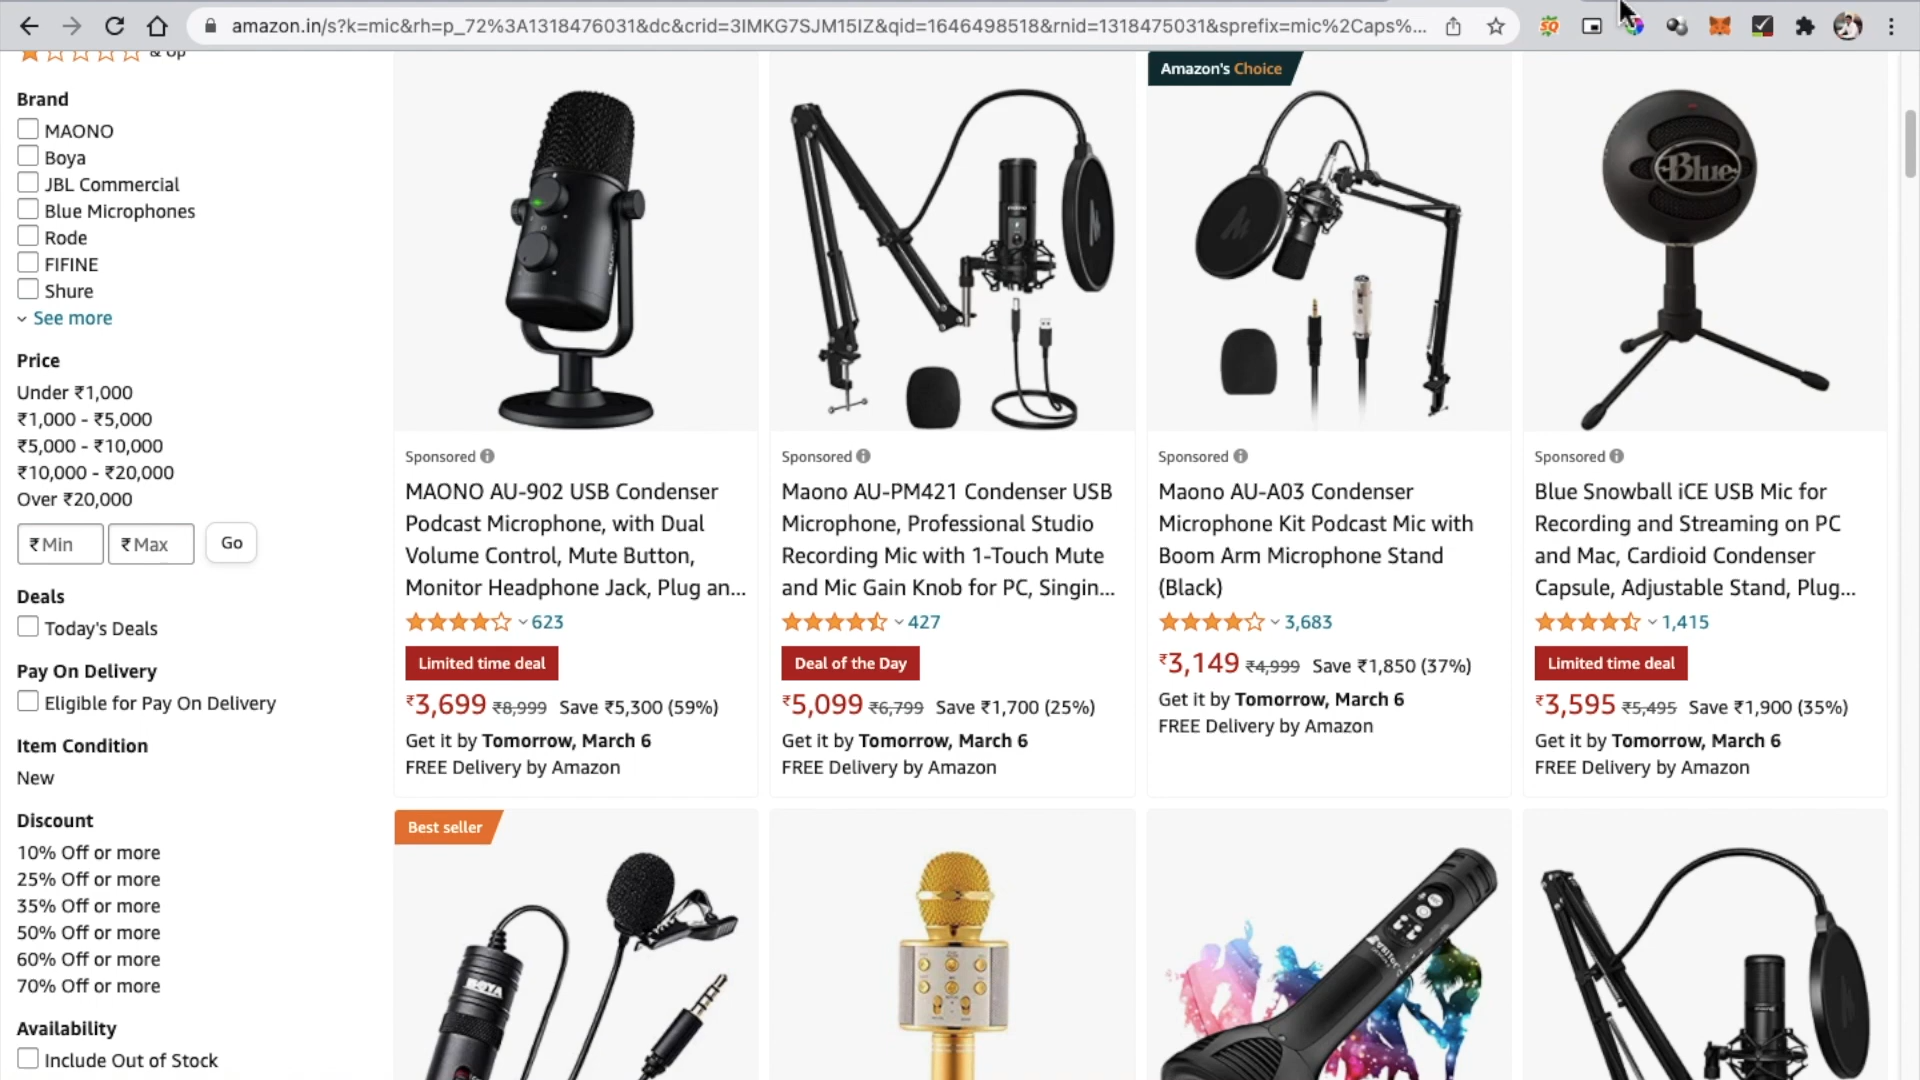 amazon.in/s?k=mic&rh=p_72%3A1318476031&dc&crid=3IMKG7SJM15IZ&qid=1646498518&rnid=1318475031&sprefix=mic%2Caps%...
& Up
Brand
MAONO
Boya
JBL Commercial
Blue Microphones
Rode
FIFINE
Shure
See more
Price
Under ₹1,000
₹1,000 - ₹5,000
₹5,000 - ₹10,000
₹10,000 - ₹20,000
Over ₹20,000
₹ Min
₹ Max
Go
Deals
Today's Deals
Pay On Delivery
Eligible for Pay On Delivery
Item Condition
New
Discount
10% Off or more
25% Off or more
35% Off or more
50% Off or more
60% Off or more
70% Off or more
Availability
Include Out of Stock
Sponsored
MAONO AU-902 USB Condenser
Podcast Microphone, with Dual
Volume Control, Mute Button,
Monitor Headphone Jack, Plug an...
623
Limited time deal
₹3,699 ₹8,999 Save ₹5,300 (59%)
Get it by Tomorrow, March 6
FREE Delivery by Amazon
Sponsored
Maono AU-PM421 Condenser USB
Microphone, Professional Studio
Recording Mic with 1-Touch Mute
and Mic Gain Knob for PC, Singin...
427
Deal of the Day
₹5,099 ₹6,799 Save ₹1,700 (25%)
Get it by Tomorrow, March 6
FREE Delivery by Amazon
Amazon's Choice
Sponsored
Maono AU-A03 Condenser
Microphone Kit Podcast Mic with
Boom Arm Microphone Stand
(Black)
3,683
₹3,149 ₹4,999 Save ₹1,850 (37%)
Get it by Tomorrow, March 6
FREE Delivery by Amazon
Blue
Sponsored
Blue Snowball iCE USB Mic for
Recording and Streaming on PC
and Mac, Cardioid Condenser
Capsule, Adjustable Stand, Plug...
1,415
Limited time deal
₹3,595 ₹5,495 Save ₹1,900 (35%)
Get it by Tomorrow, March 6
FREE Delivery by Amazon
Best seller
BOYA